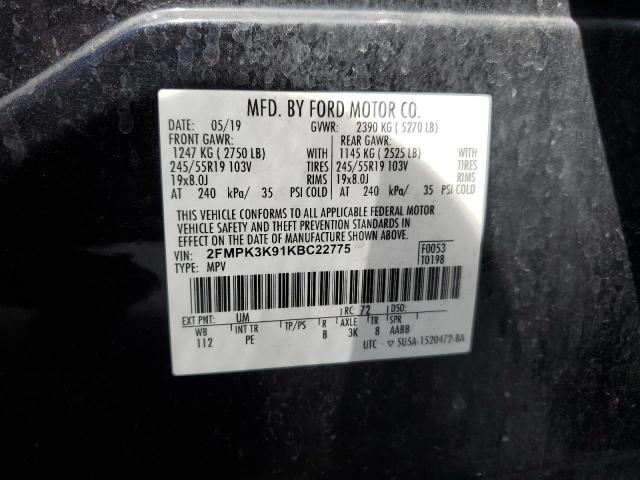 MFD. BY FORD MOTOR CO.
DATE: 05/19 GVWR: 2390 KG ( 5270 LB)
FRONT GAWR: REAR GAWR:
1247 KG ( 2750 LB) WITH 1145 KG ( 2525 LB) WITH
245/55R19 103V TIRES 245/55R19 103V TIRES
19x8.0J RIMS 19x8.0J RIMS
AT 240 kPa/ 35 PSI COLD AT 240 kPa/ 35 PSI COLD
THIS VEHICLE CONFORMS TO ALL APPLICABLE FEDERAL MOTOR
VEHICLE SAFETY AND THEFT PREVENTION STANDARDS IN
EFFECT ON THE DATE OF MANUFACTURE SHOWN ABOVE.
VIN: 2FMPK3K91KBC22775 F0053
TYPE: MPV T0198
EXT PNT: UM RC: 72 DSO:
WB INT TR TP/PS R AXLE TR SPR
112 PE B 3K 8 AABB
UTC ▽ 5U5A-1520472-BA